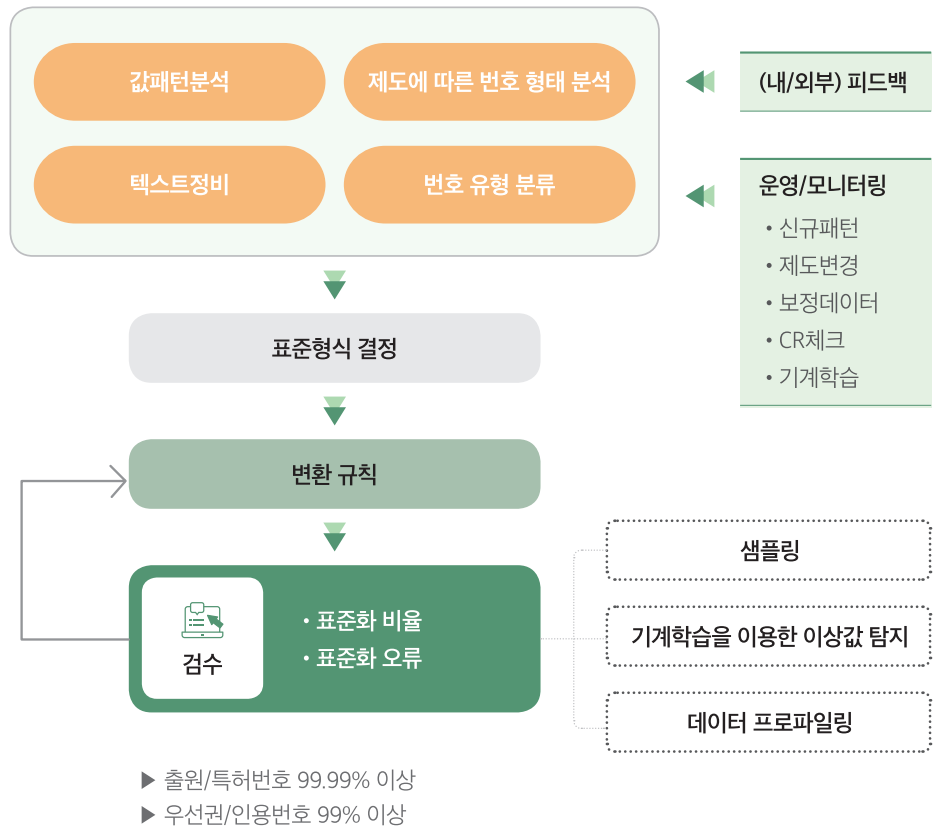 값패턴분석
제도에 따른 번호 형태 분석
텍스트정비
번호 유형 분류
(내/외부) 피드백
운영/모니터링
• 신규패턴
• 제도변경
• 보정데이터
• CR체크
• 기계학습
표준형식 결정
변환 규칙
검수
• 표준화 비율
• 표준화 오류
샘플링
기계학습을 이용한 이상값 탐지
데이터 프로파일링
▶ 출원/특허번호 99.99% 이상
▶ 우선권/인용번호 99% 이상